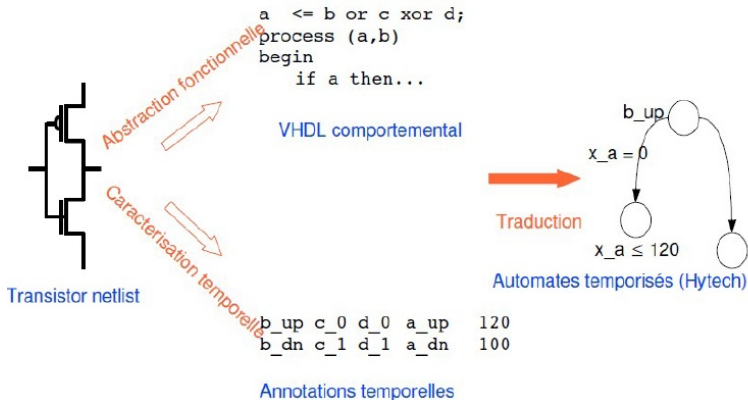 a <= b or c xor d;
process (a,b)
begin
if a then...
VHDL comportemental
Abstraction fonctionnelle
Caracterisation temporelle
Transistor netlist
b_up c_0 d_0 a_up 120
b_dn c_1 d_1 a_dn 100
Annotations temporelles
Traduction
b_up
x_a = 0
x_a ≤ 120
Automates temporisés (Hytech)